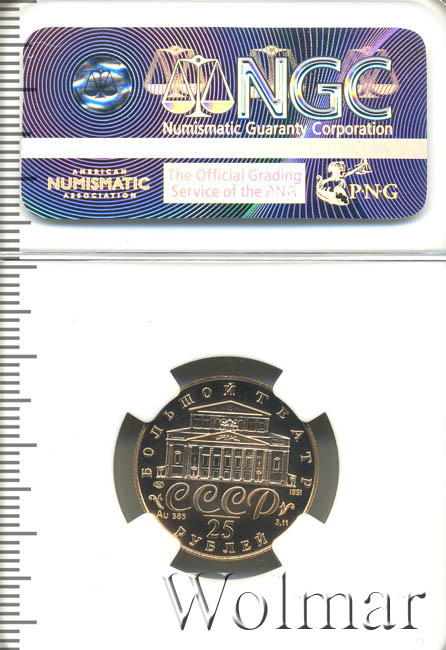 NGC
Numismatic Guaranty Corporation
AMERICAN
NUMISMATIC
ASSOCIATION
The Official Grading
Service of the PNG
PNG
БОЛЬШОЙ ТЕАТР
1991
СССР
Au 585
3,11
25
РУБЛЕЙ
Wolmar